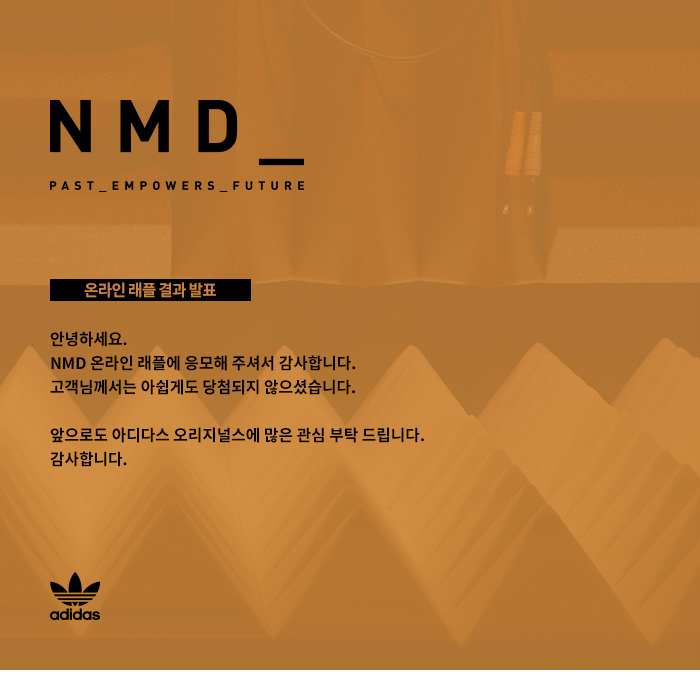 NMD_
PAST_EMPOWERS_FUTURE
온라인 래플 결과 발표
안녕하세요.
NMD 온라인 래플에 응모해 주셔서 감사합니다.
고객님께서는 아쉽게도 당첨되지 않으셨습니다.
앞으로도 아디다스 오리지널스에 많은 관심 부탁 드립니다.
감사합니다.
adidas